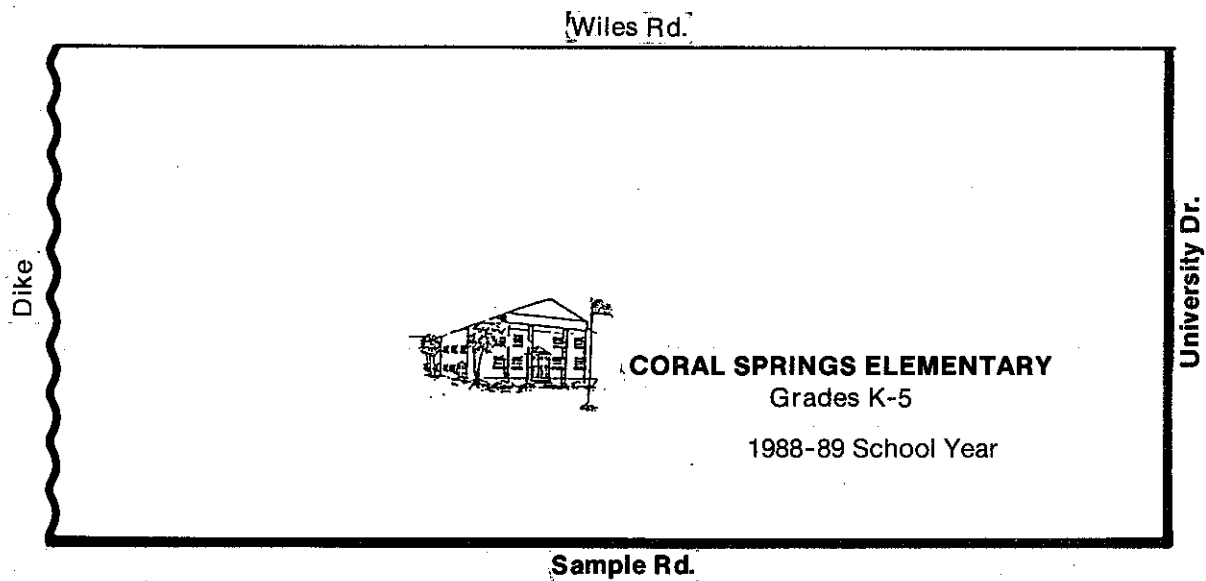 Wiles Rd.
Dike
University Dr.
CORAL SPRINGS ELEMENTARY
Grades K-5
1988-89 School Year
Sample Rd.